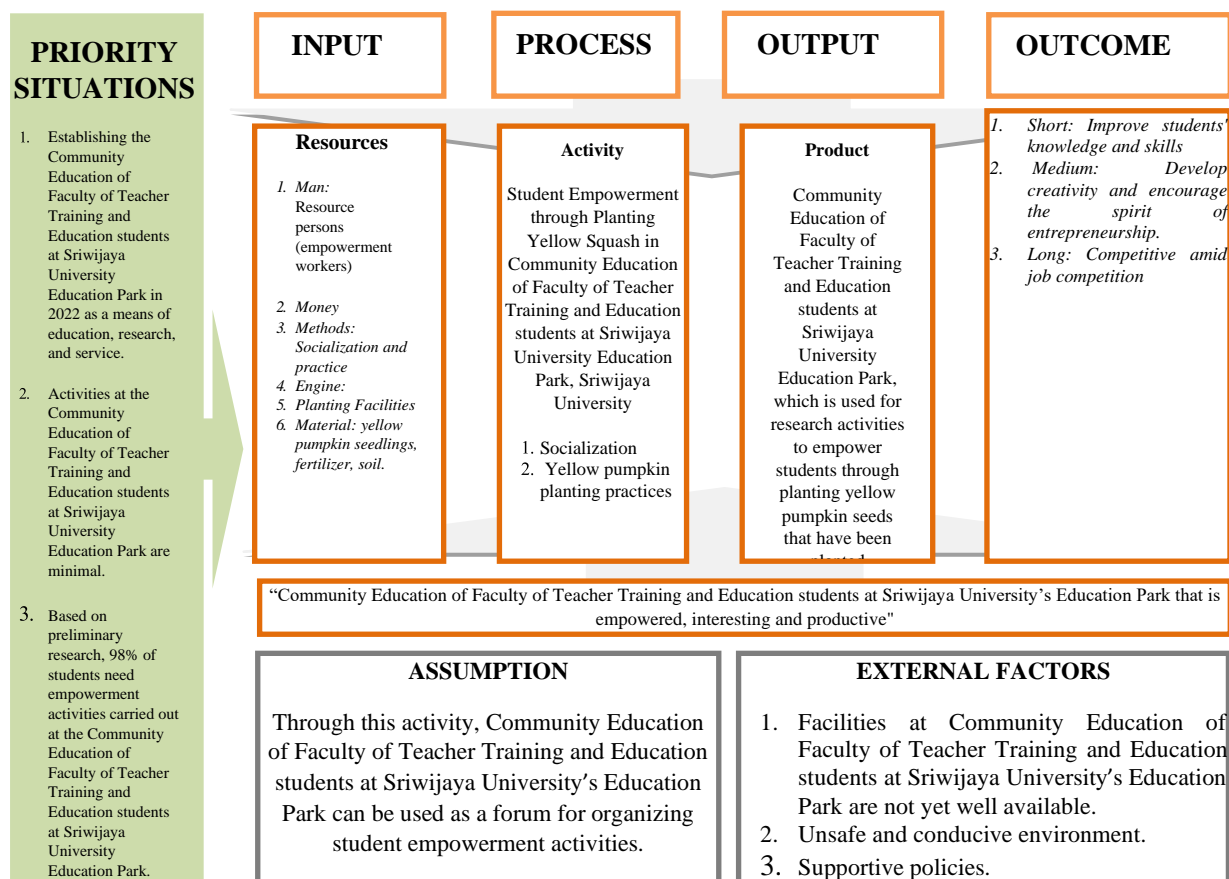 PRIORITY
SITUATIONS
1. Establishing the
Community
Education of
Faculty of Teacher
Training and
Education students
at Sriwijaya
University
Education Park in
2022 as a means of
education, research,
and service.
2. Activities at the
Community
Education of
Faculty of Teacher
Training and
Education students
at Sriwijaya
University
Education Park are
minimal.
3. Based on
preliminary
research, 98% of
students need
empowerment
activities carried out
at the Community
Education of
Faculty of Teacher
Training and
Education students
at Sriwijaya
University
Education Park.
INPUT
Resources
1. Man:
Resource
persons
(empowerment
workers)
2. Money
3. Methods:
Socialization and
practice
4. Engine:
5. Planting Facilities
6. Material: yellow
pumpkin seedlings,
fertilizer, soil.
PROCESS
Activity
Student Empowerment
through Planting
Yellow Squash in
Community Education
of Faculty of Teacher
Training and Education
students at Sriwijaya
University Education
Park, Sriwijaya
University
1. Socialization
2. Yellow pumpkin
planting practices
OUTPUT
Product
Community
Education of
Faculty of
Teacher Training
and Education
students at
Sriwijaya
University
Education Park,
which is used for
research activities
to empower
students through
planting yellow
pumpkin seeds
that have been
OUTCOME
1. Short: Improve students'
knowledge and skills
2. Medium: Develop
creativity and encourage
the spirit of
entrepreneurship.
3. Long: Competitive amid
job competition
“Community Education of Faculty of Teacher Training and Education students at Sriwijaya University’s Education Park that is
empowered, interesting and productive"
ASSUMPTION
Through this activity, Community Education
of Faculty of Teacher Training and Education
students at Sriwijaya University’s Education
Park can be used as a forum for organizing
student empowerment activities.
EXTERNAL FACTORS
1. Facilities at Community Education of
Faculty of Teacher Training and Education
students at Sriwijaya University’s Education
Park are not yet well available.
2. Unsafe and conducive environment.
3. Supportive policies.